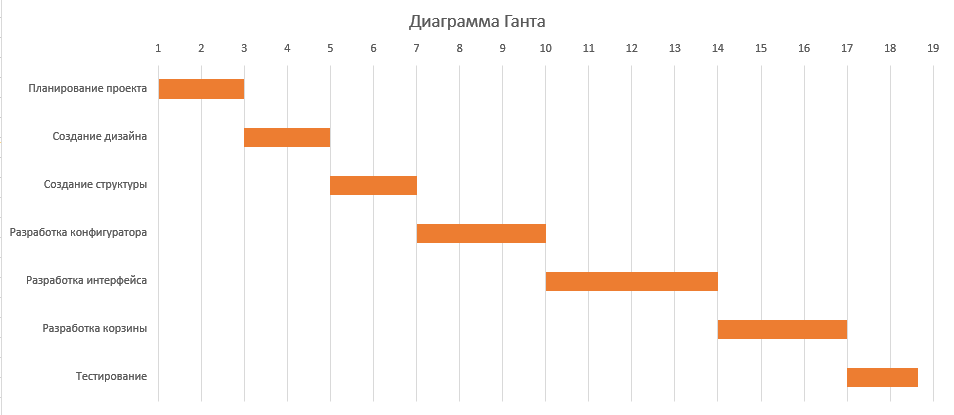 Диаграмма Ганта
1 2 3 4 5 6 7 8 9 10 11 12 13 14 15 16 17 18 19
Планирование проекта
Создание дизайна
Создание структуры
Разработка конфигуратора
Разработка интерфейса
Разработка корзины
Тестирование